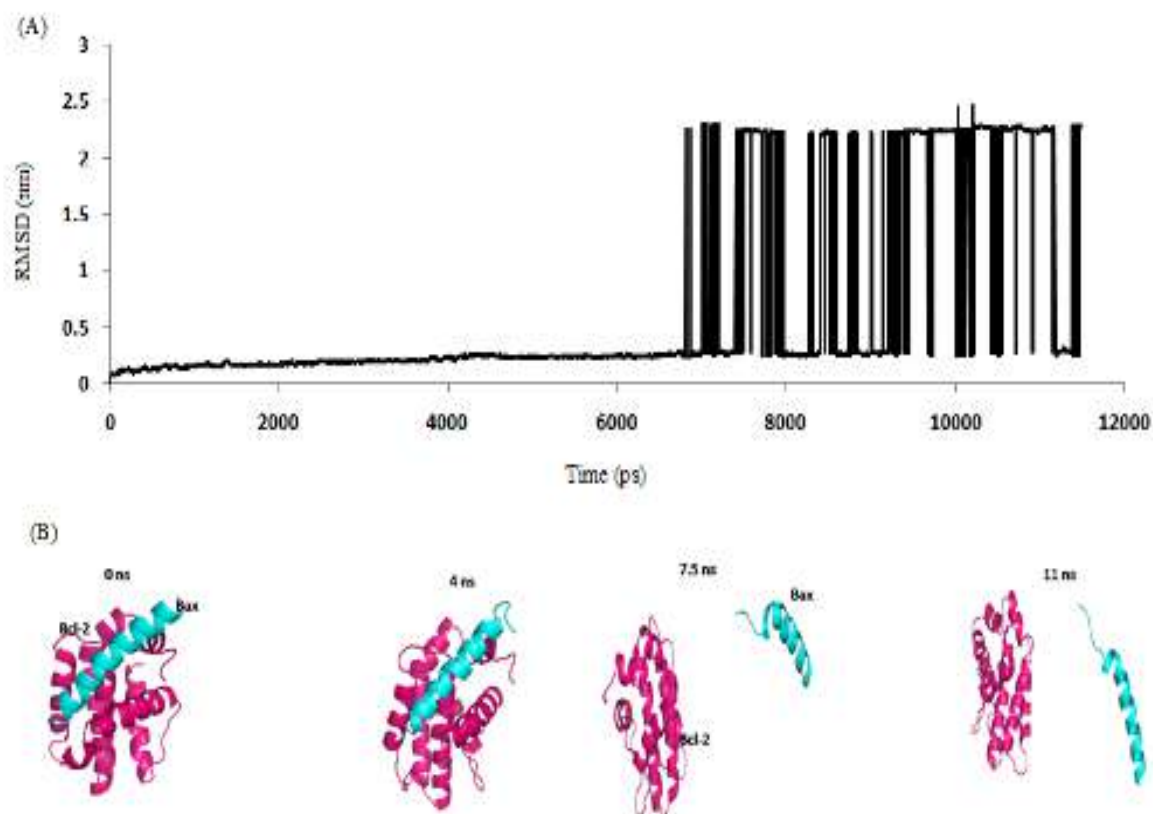 (A)
3
2.5
2
1.5
1
0.5
0
RMSD (nm)
0 2000 4000 6000 8000 10000 12000
Time (ps)
(B)
0 ns
4 ns
7.5 ns
11 ns
Bcl-2
Bax
Bax
Bcl-2